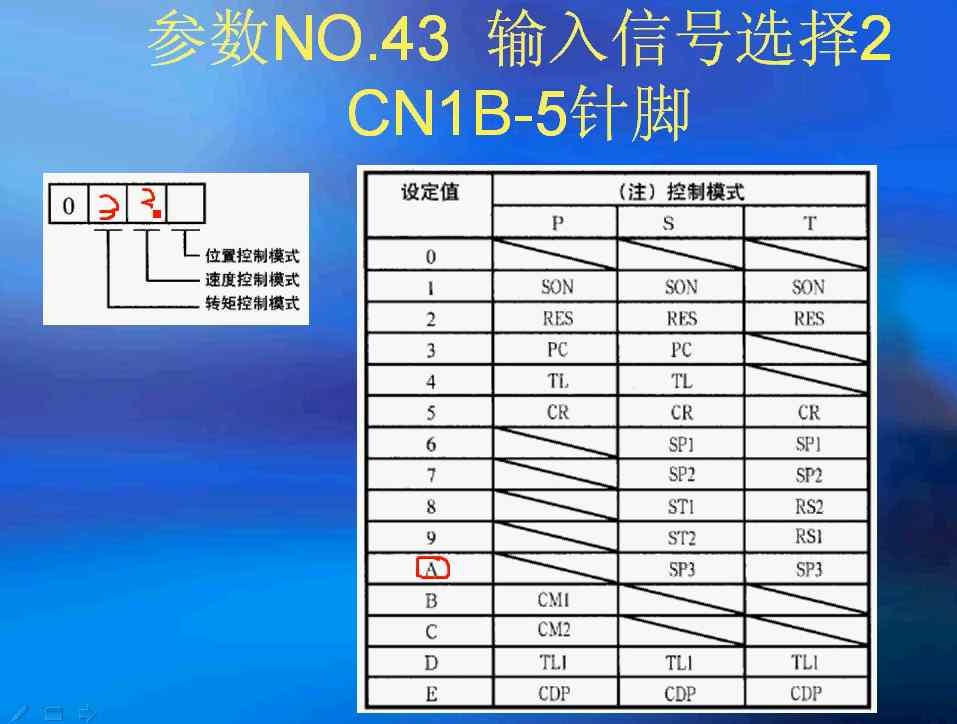 参数NO.43 输入信号选择2
CN1B-5针脚
0
位置控制模式
速度控制模式
转矩控制模式
设定值 （注）控制模式
P S T
0
1 SON SON SON
2 RES RES RES
3 PC PC
4 TL TL
5 CR CR CR
6 SP1 SP1
7 SP2 SP2
8 ST1 RS2
9 ST2 RS1
A SP3 SP3
B CM1
C CM2
D TL1 TL1 TL1
E CDP CDP CDP